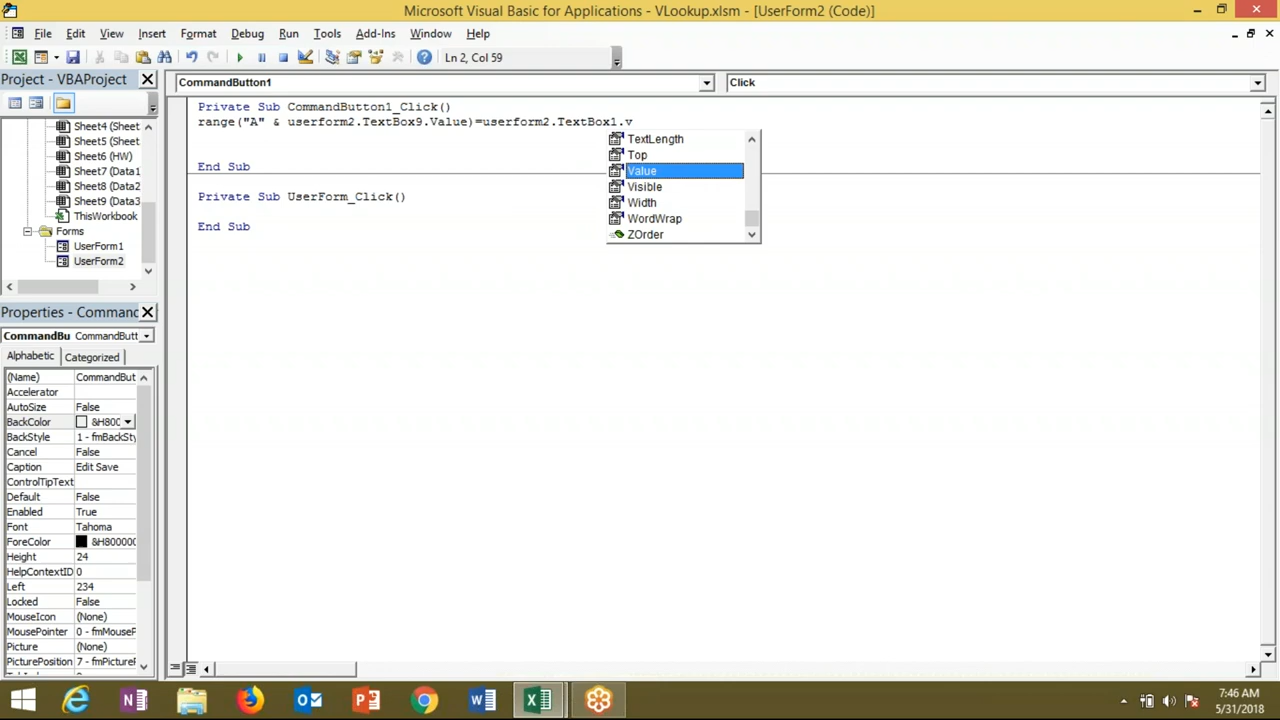 Microsoft Visual Basic for Applications - VLookup.xlsm - [UserForm2 (Code)]
File Edit View Insert Format Debug Run Tools Add-Ins Window Help
Ln 2, Col 59
Project - VBAProject
CommandButton1
Click
Sheet4 (Sheet
Sheet5 (Sheet
Sheet6 (HW)
Sheet7 (Data1
Sheet8 (Data2
Sheet9 (Data3
ThisWorkbook
Forms
UserForm1
UserForm2
Private Sub CommandButton1_Click()
range("A" & userform2.TextBox9.Value)=userform2.TextBox1.v
End Sub
Private Sub UserForm_Click()
End Sub
TextLength
Top
Value
Visible
Width
WordWrap
ZOrder
Properties - Command
CommandBu CommandButt
Alphabetic Categorized
(Name) CommandBut
Accelerator
AutoSize False
BackColor &H800
BackStyle 1 - fmBackSty
Cancel False
Caption Edit Save
ControlTipText
Default False
Enabled True
Font Tahoma
ForeColor &H800000
Height 24
HelpContextID 0
Left 234
Locked False
MouseIcon (None)
MousePointer 0 - fmMouseP
Picture (None)
PicturePosition 7 - fmPictureF
7:46 AM
5/31/2018